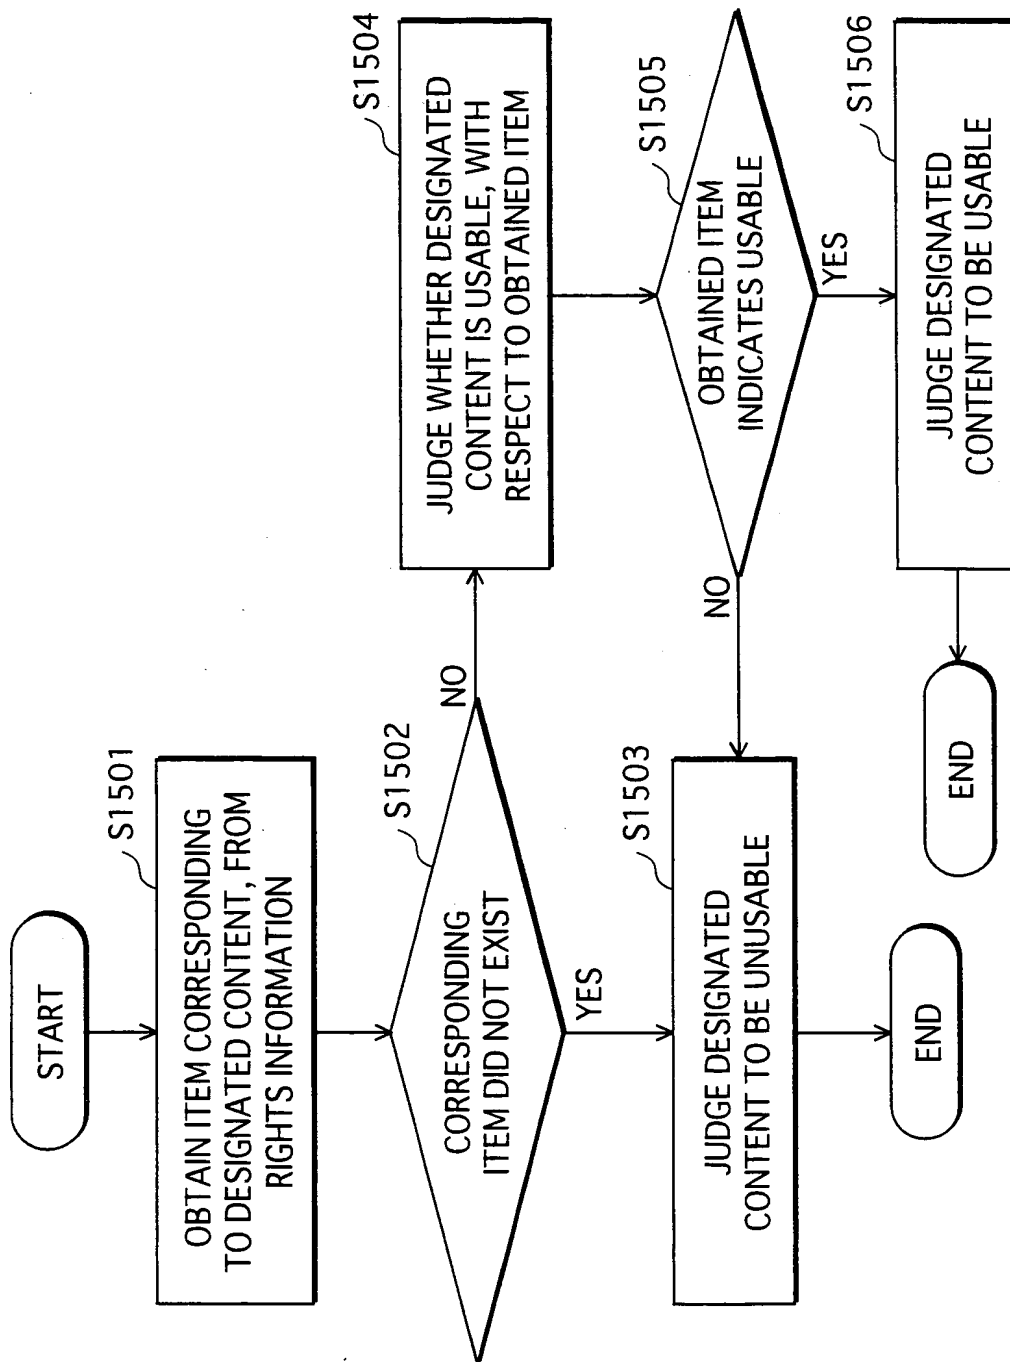 START
S1501
OBTAIN ITEM CORRESPONDING
TO DESIGNATED CONTENT, FROM
RIGHTS INFORMATION
S1502
CORRESPONDING
ITEM DID NOT EXIST
NO
YES
S1503
JUDGE DESIGNATED
CONTENT TO BE UNUSABLE
END
S1504
JUDGE WHETHER DESIGNATED
CONTENT IS USABLE, WITH
RESPECT TO OBTAINED ITEM
S1505
OBTAINED ITEM
INDICATES USABLE
NO
YES
S1506
JUDGE DESIGNATED
CONTENT TO BE USABLE
END